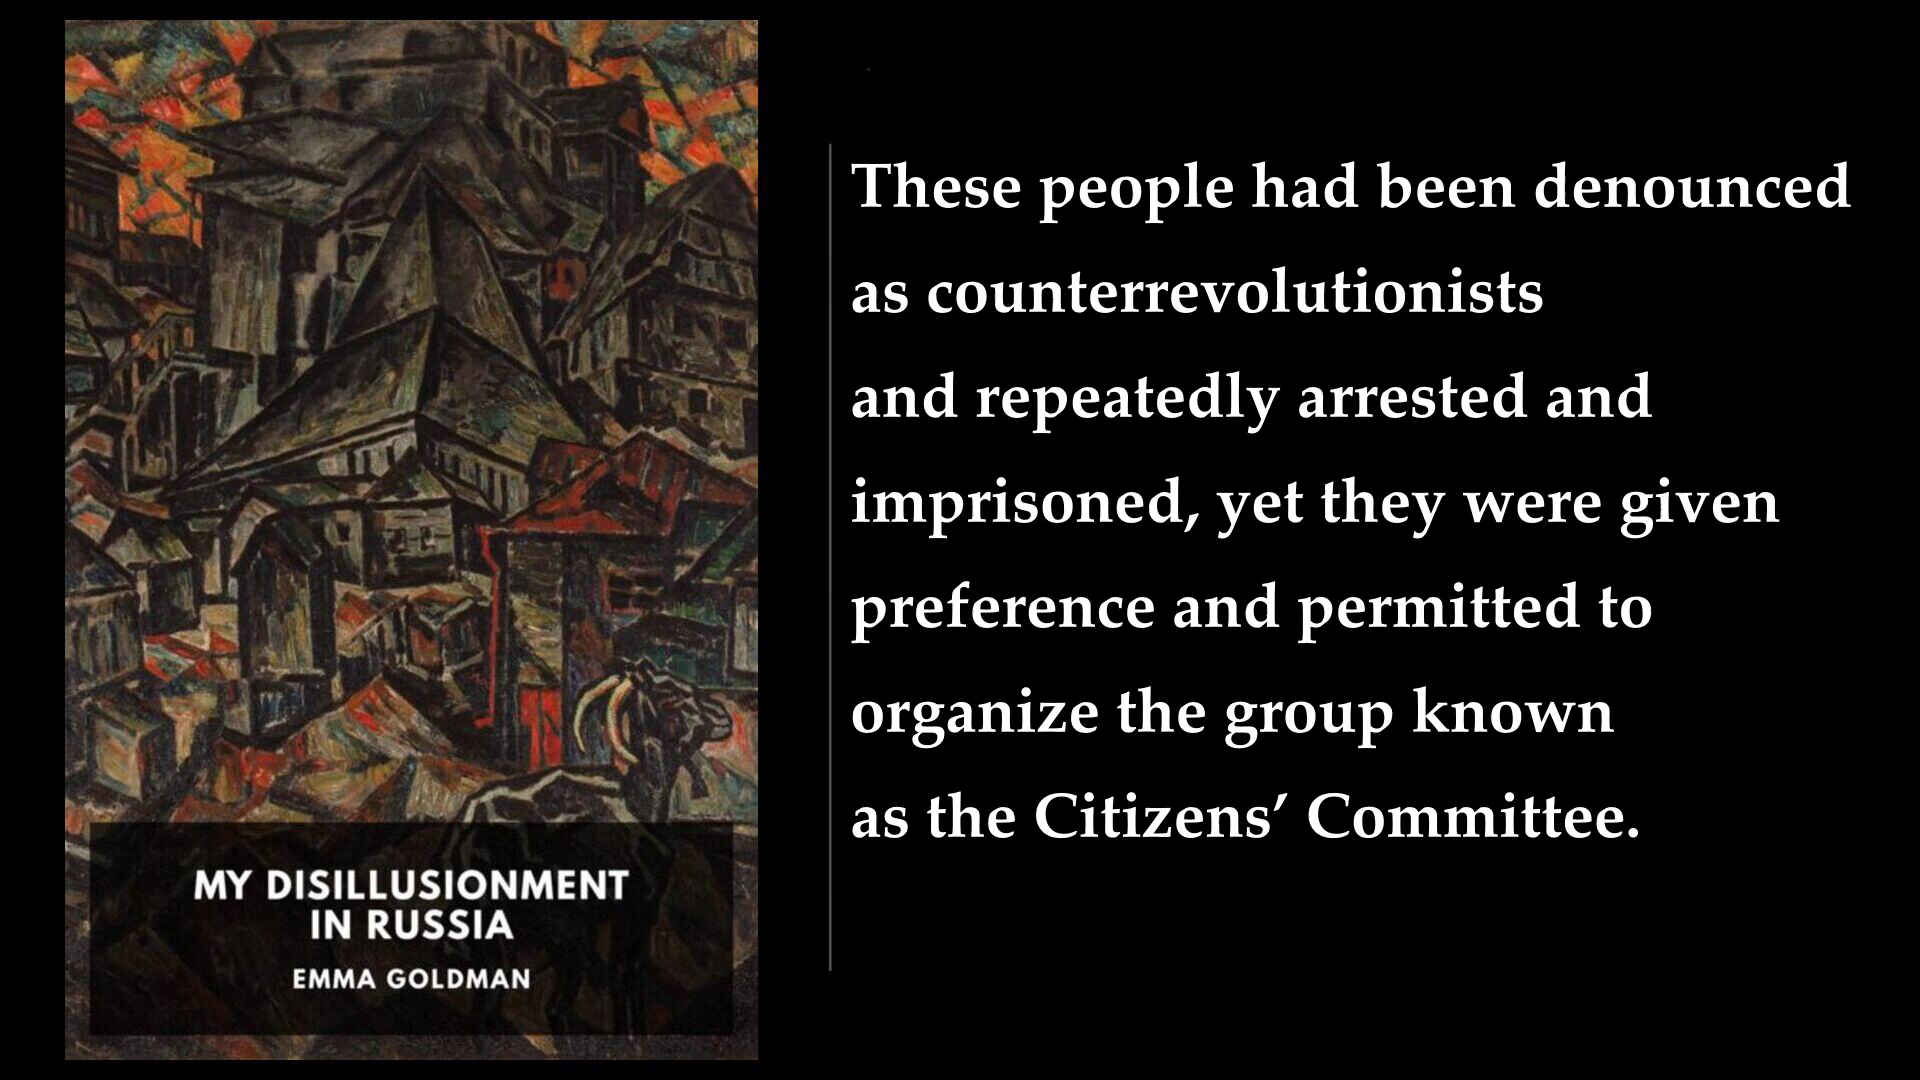 MY DISILLUSIONMENT
IN RUSSIA
EMMA GOLDMAN
These people had been denounced
as counterrevolutionists
and repeatedly arrested and
imprisoned, yet they were given
preference and permitted to
organize the group known
as the Citizens’ Committee.